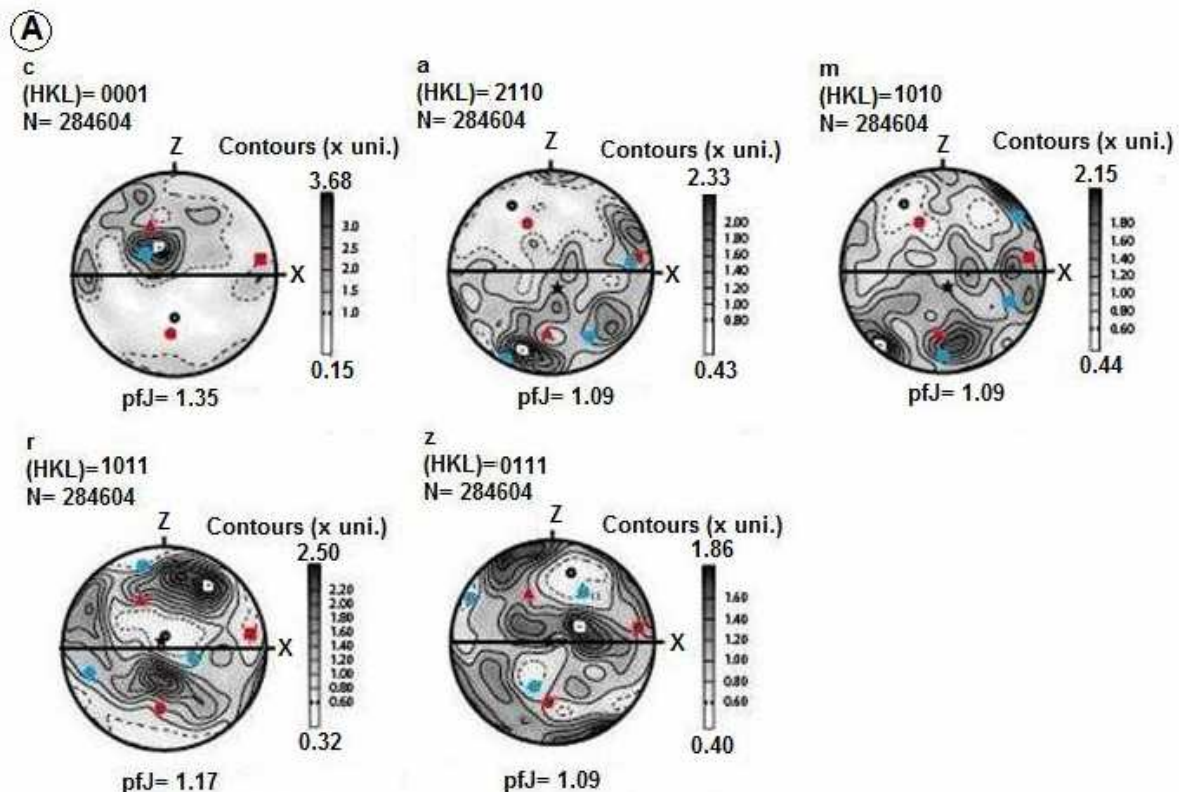 A
c
(HKL)= 0001
N= 284604
Z
Contours (x uni.)
3.68
3.0
2.5
2.0
1.5
1.0
0.15
X
pfJ= 1.35
a
(HKL)= 2110
N= 284604
Z
Contours (x uni.)
2.33
2.00
1.80
1.60
1.40
1.20
1.00
0.80
0.43
X
pfJ= 1.09
m
(HKL)=1010
N= 284604
Z
Contours (x uni.)
2.15
1.80
1.60
1.40
1.20
1.00
0.80
0.60
0.44
X
pfJ= 1.09
r
(HKL)=1011
N= 284604
Z
Contours (x uni.)
2.50
2.20
2.00
1.80
1.60
1.40
1.20
1.00
0.80
0.60
0.32
X
pfJ= 1.17
z
(HKL)=0111
N= 284604
Z
Contours (x uni.)
1.86
1.60
1.40
1.20
1.00
0.80
0.60
0.40
X
pfJ= 1.09